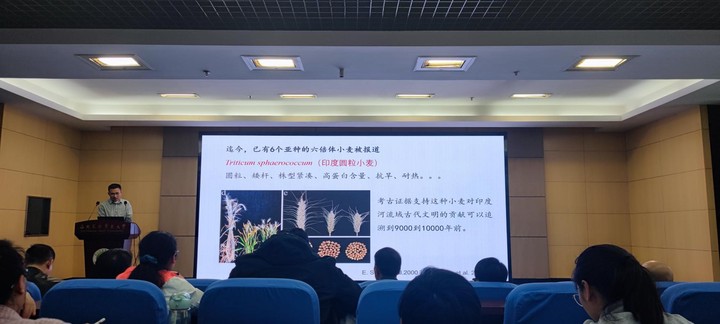 迄今，已有6个亚种的六倍体小麦被报道
Triticum sphaerococcum（印度圆粒小麦）
圆粒、矮杆、株型紧凑、高蛋白含量、抗旱、耐热。。。
考古证据支持这种小麦对印度
河流域古代文明的贡献可以追
溯到9000到10000年前。